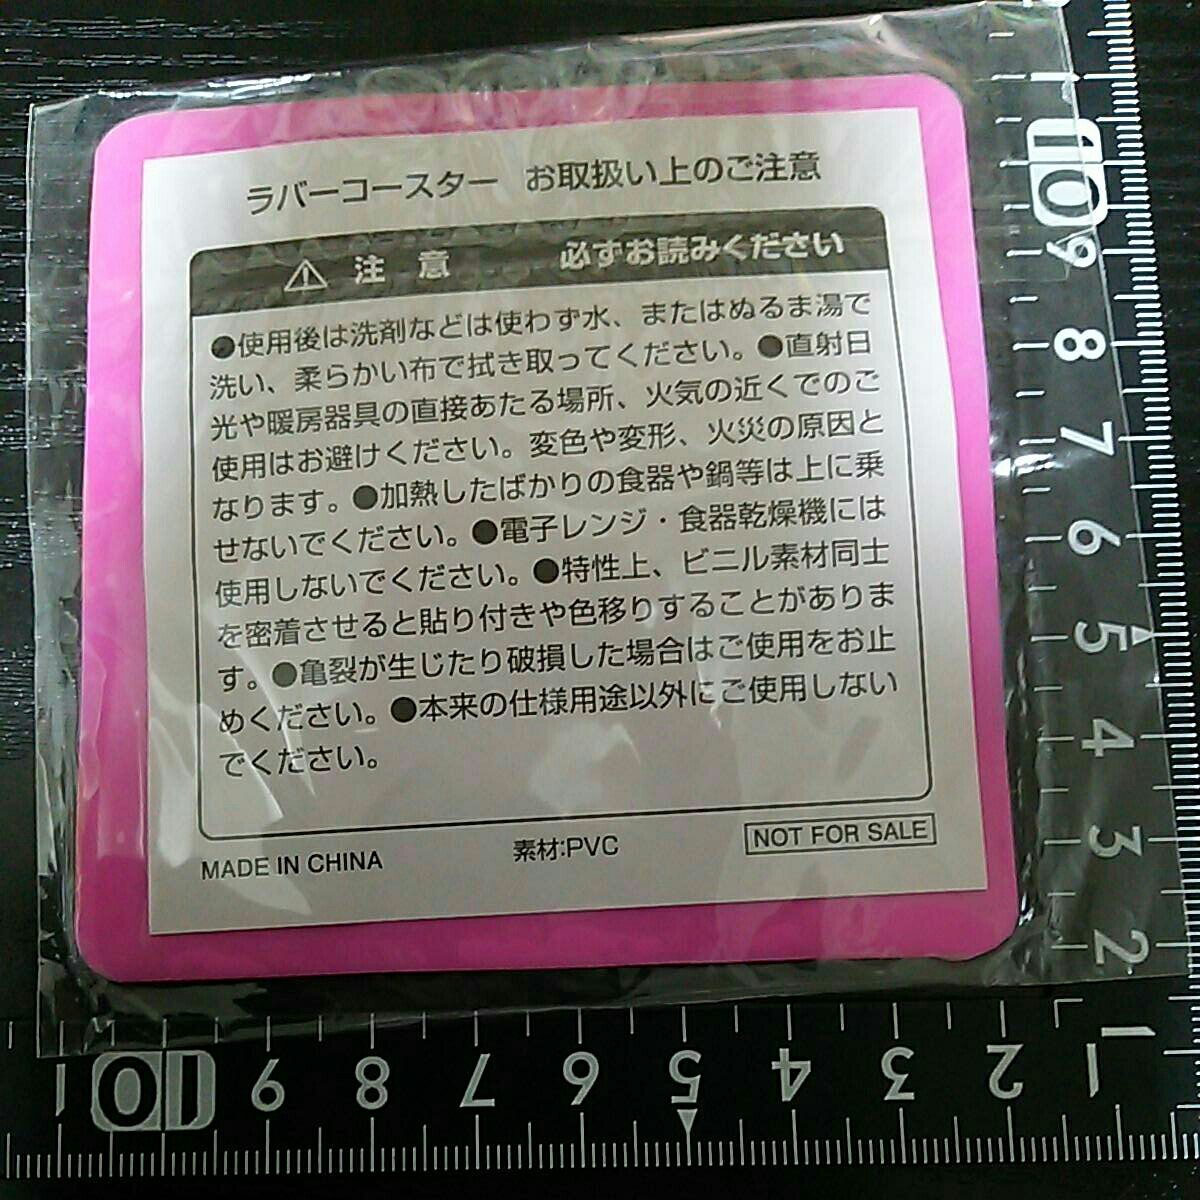 ラバーコースター お取扱い上のご注意
注 意 必ずお読みください
●使用後は洗剤などは使わず水、またはぬるま湯で
洗い、柔らかい布で拭き取ってください。●直射日
光や暖房器具の直接あたる場所、火気の近くでのご
使用はお避けください。変色や変形、火災の原因と
なります。●加熱したばかりの食器や鍋等は上に乗
せないでください。●電子レンジ・食器乾燥機には
使用しないでください。●特性上、ビニル素材同士
を密着させると貼り付きや色移りすることがありま
す。●亀裂が生じたり破損した場合はご使用をお止
めください。●本来の仕様用途以外にご使用しない
でください。
MADE IN CHINA 素材:PVC NOT FOR SALE
10
9
8
7
6
5
4
3
2
1
10 9 8 7 6 5 4 3 2 1